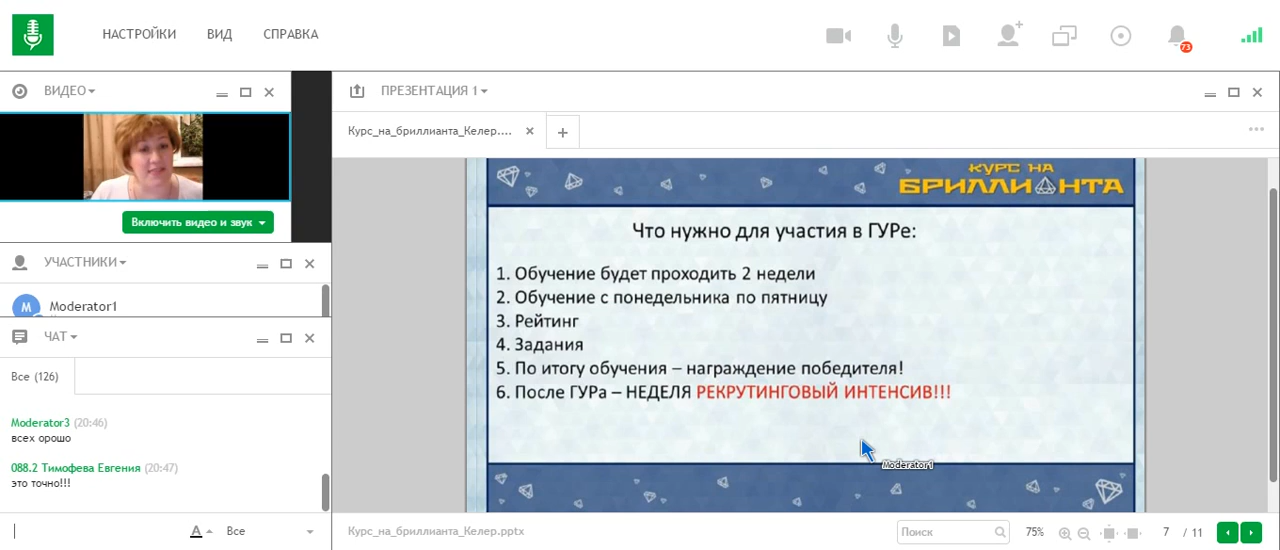 НАСТРОЙКИ ВИД СПРАВКА
73
ВИДЕО
Включить видео и звук
УЧАСТНИКИ
M Moderator1
ЧАТ
Все (126)
Moderator3 (20:46)
всех орошо
088.2 Тимофева Евгения (20:47)
это точно!!!
A Все
ПРЕЗЕНТАЦИЯ 1
Курс_на_бриллианта_Келер....
КУРС НА
БРИЛЛИАНТА
Что нужно для участия в ГУРе:
1. Обучение будет проходить 2 недели
2. Обучение с понедельника по пятницу
3. Рейтинг
4. Задания
5. По итогу обучения – награждение победителя!
6. После ГУРа – НЕДЕЛЯ РЕКРУТИНГОВЫЙ ИНТЕНСИВ!!!
Moderator1
Курс_на_бриллианта_Келер.pptx
Поиск
75%
7 / 11